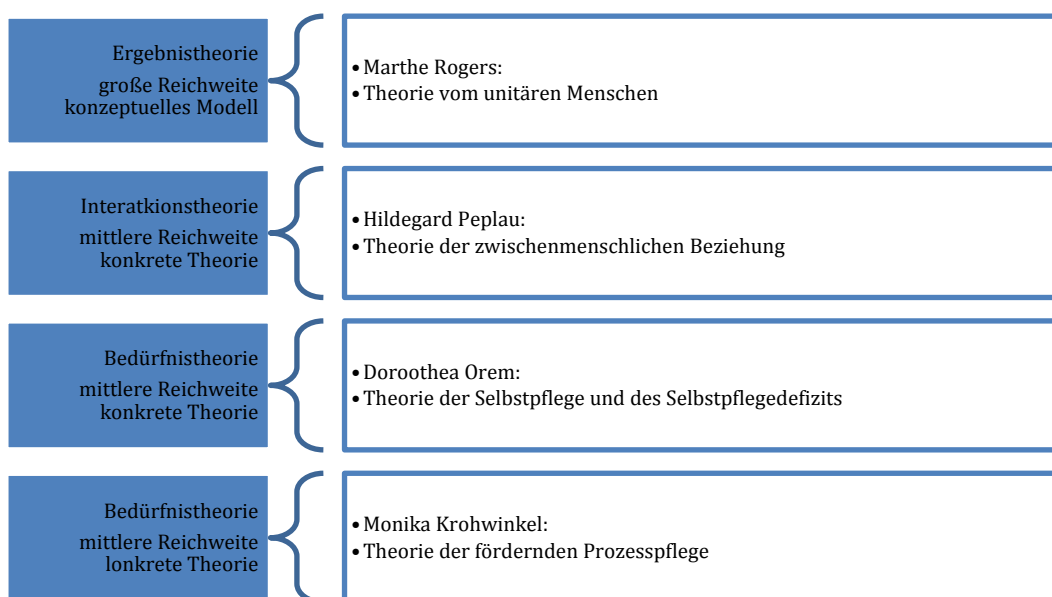 Ergebnistheorie
große Reichweite
konzeptuelles Modell
• Marthe Rogers:
• Theorie vom unitären Menschen
Interatkionstheorie
mittlere Reichweite
konkrete Theorie
• Hildegard Peplau:
• Theorie der zwischenmenschlichen Beziehung
Bedürfnistheorie
mittlere Reichweite
konkrete Theorie
• Doroothea Orem:
• Theorie der Selbstpflege und des Selbstpflegedefizits
Bedürfnistheorie
mittlere Reichweite
lonkrete Theorie
• Monika Krohwinkel:
• Theorie der fördernden Prozesspflege